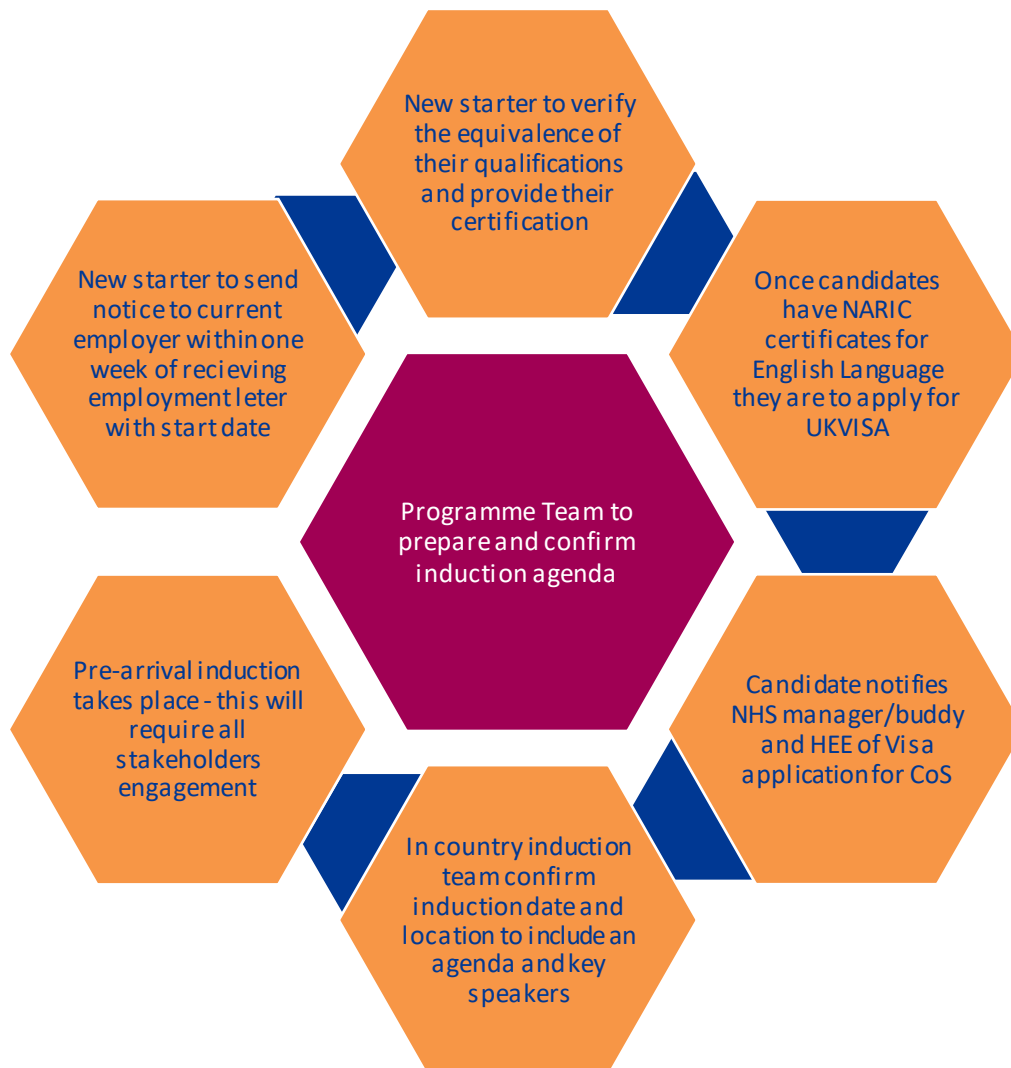 New starter to verify
the equivalence of
their qualifications
and provide their
certification
Once candidates
have NARIC
certificates for
English Language
they are to apply for
UKVISA
Candidate notifies
NHS manager/buddy
and HEE of Visa
application for CoS
In country induction
team confirm
induction date and
location to include an
agenda and key
speakers
Pre-arrival induction
takes place - this will
require all
stakeholders
engagement
New starter to send
notice to current
employer within one
week of recieving
employment leter
with start date
Programme Team to
prepare and confirm
induction agenda